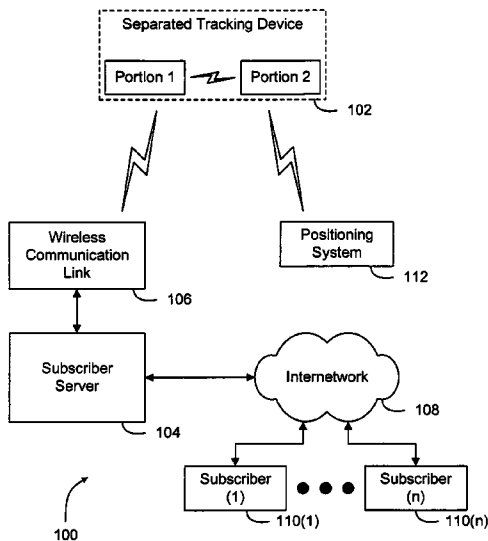 Separated Tracking Device
Portion 1
Portion 2
102
Wireless
Communication
Link
106
Positioning
System
112
Subscriber
Server
104
Internetwork
108
Subscriber
(1)
110(1)
Subscriber
(n)
110(n)
100